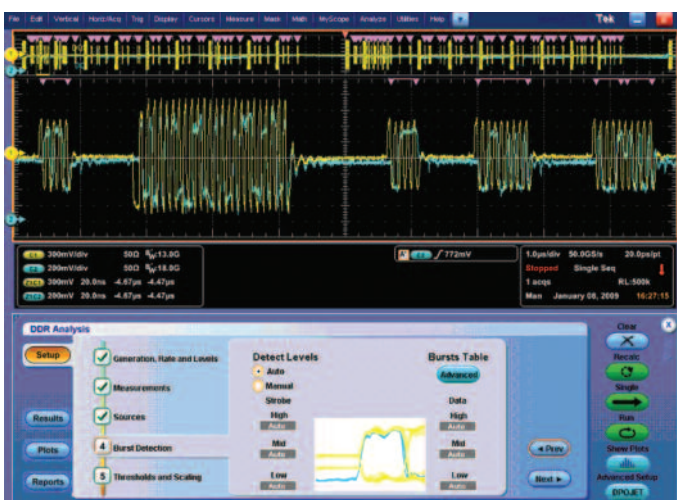 File Edit Vertical Horiz/Acq Trig Display Cursors Measure Mask Math MyScope Analyze Utilities Help Tek
300mV/div 50Ω 13.0G
200mV/div 50Ω 18.0G
300mV 20.0ns -4.67µs -4.47µs
200mV 20.0ns -4.67µs -4.47µs
772mV
1.0µs/div 50.0GS/s 20.0ps/pt
Stopped Single Seq
1 acqs RL:500k
Man January 08, 2009 16:27:15
DDR Analysis
Setup
Results
Plots
Reports
Generation, Rate and Levels
Measurements
Sources
4 Burst Detection
5 Thresholds and Scaling
Detect Levels
Auto
Manual
Strobe
High
Auto
Mid
Auto
Low
Auto
Bursts Table
Advanced
Data
High
Auto
Mid
Auto
Low
Auto
Prev
Next
Clear
Recalc
Single
Run
Show Plots
Advanced Setup
DPOJET